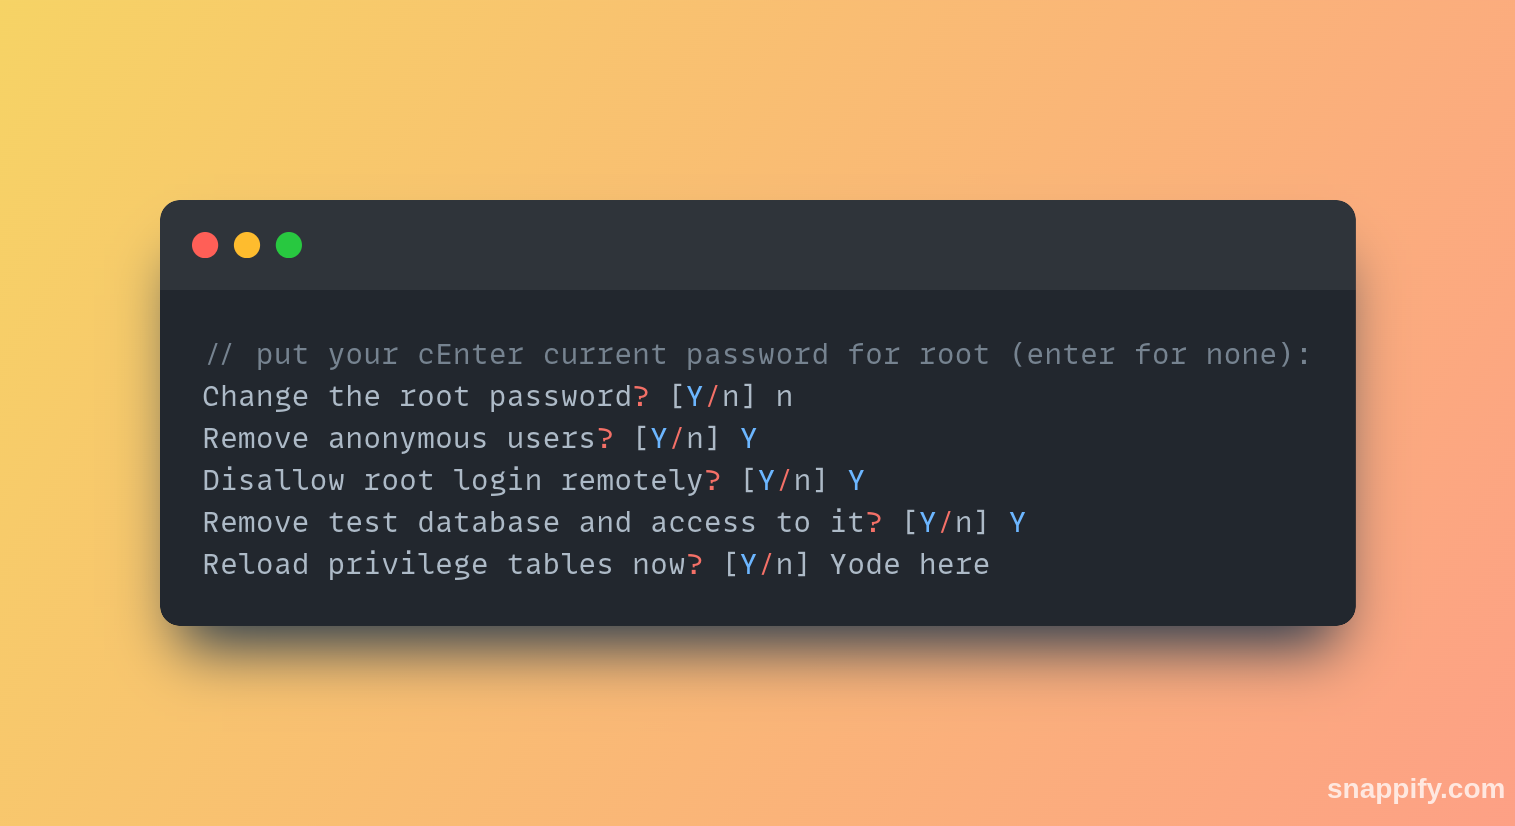 // put your cEnter current password for root (enter for none):
Change the root password? [Y/n] n
Remove anonymous users? [Y/n] Y
Disallow root login remotely? [Y/n] Y
Remove test database and access to it? [Y/n] Y
Reload privilege tables now? [Y/n] Yode here
snappify.com